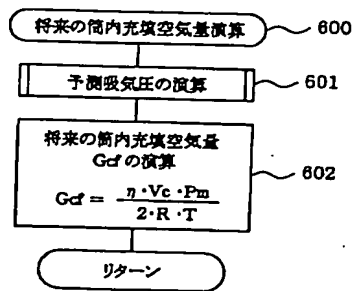 将来の筒内充填空気量演算
600
予測吸気圧の演算
601
将来の筒内充填空気量
Gcfの演算
Gcf = η・Vc・Pm / 2・R・T
602
リターン